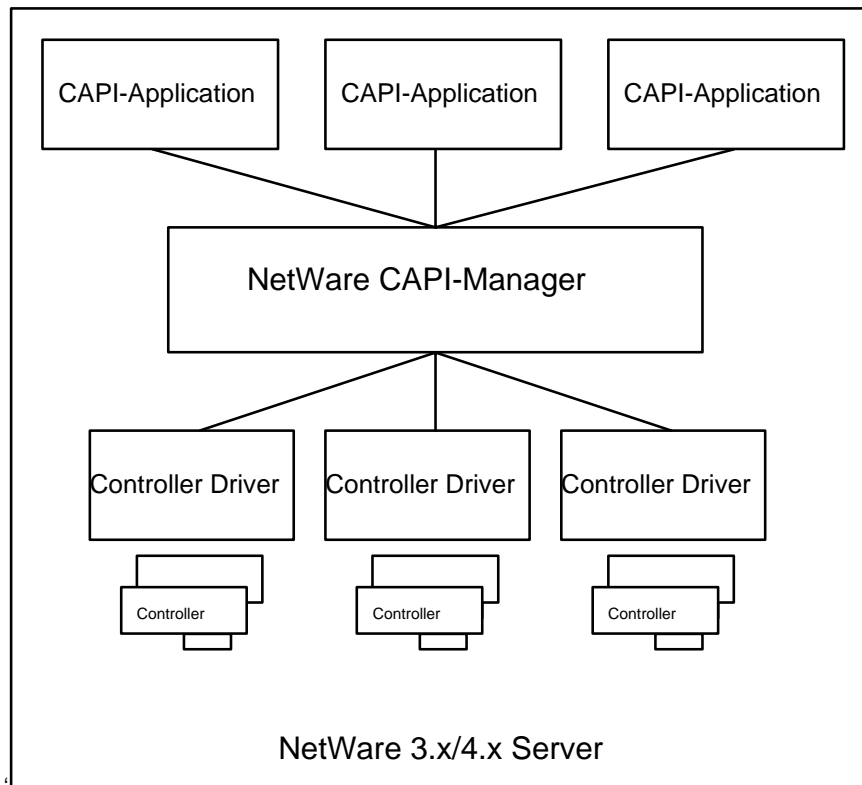 CAPI-Application
CAPI-Application
CAPI-Application
NetWare CAPI-Manager
Controller Driver
Controller Driver
Controller Driver
Controller
Controller
Controller
NetWare 3.x/4.x Server
‘